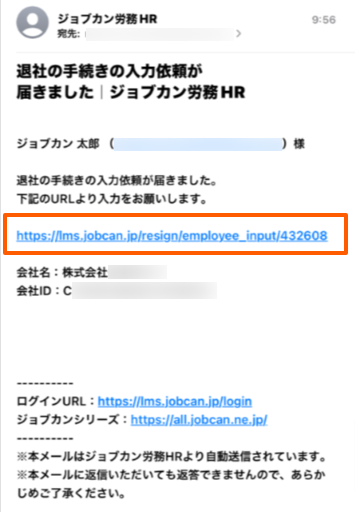 ジョブカン労務HR
9:56
宛先:
退社の手続きの入力依頼が
届きました｜ジョブカン労務HR
ジョブカン 太郎 （ ）様
退社の手続きの入力依頼が届きました。
下記のURLより入力をお願いします。
https://lms.jobcan.jp/resign/employee_input/432608
会社名：株式会社
会社ID：C
----------
ログインURL：https://lms.jobcan.jp/login
ジョブカンシリーズ：https://all.jobcan.ne.jp/
----------
※本メールはジョブカン労務HRより自動送信されています。
※本メールに返信いただいても返答できませんので、あらか
じめご了承ください。